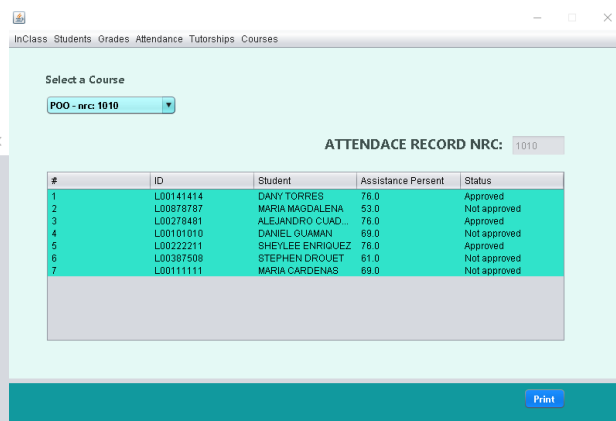 InClass Students Grades Attendance Tutorships Courses
Select a Course
POO - nrc: 1010
ATTENDACE RECORD NRC: 1010
# ID Student Assistance Persent Status
1 L00141414 DANY TORRES 76.0 Approved
2 L00878787 MARIA MAGDALENA 53.0 Not approved
3 L00278481 ALEJANDRO CUAD... 76.0 Approved
4 L00101010 DANIEL GUAMAN 69.0 Not approved
5 L00222211 SHEYLEE ENRIQUEZ 76.0 Approved
6 L00387508 STEPHEN DROUET 61.0 Not approved
7 L00111111 MARIA CARDENAS 69.0 Not approved
Print